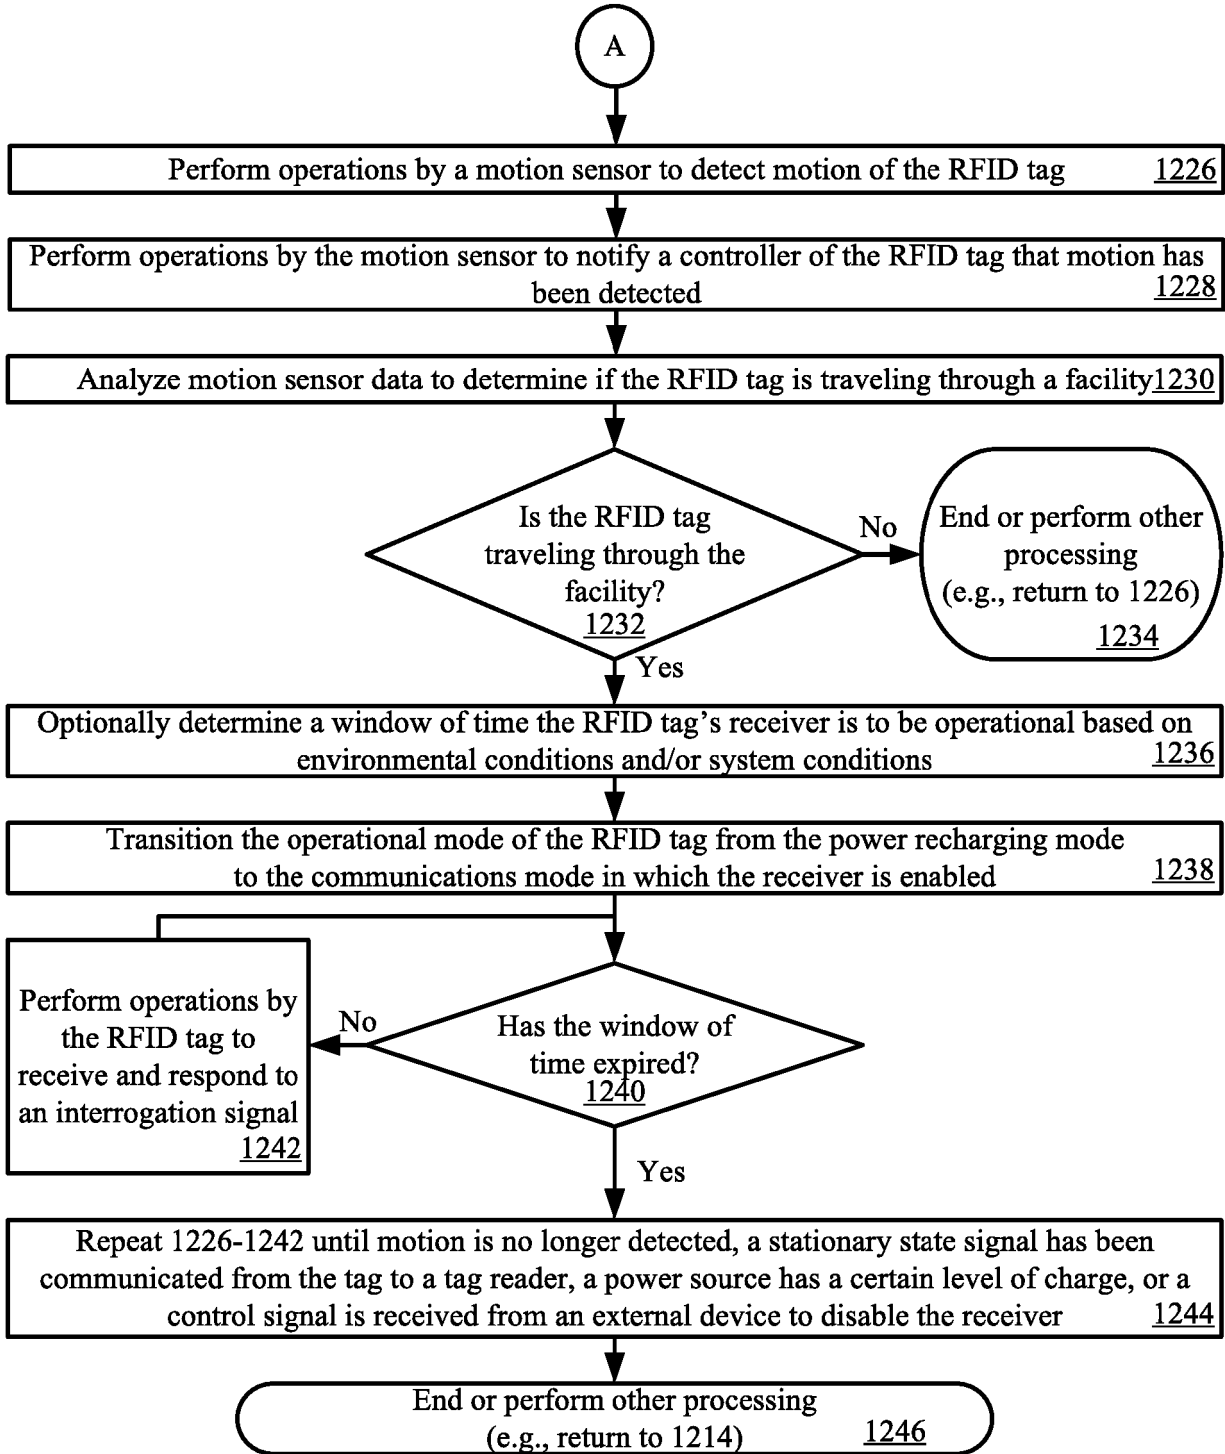 A
Perform operations by a motion sensor to detect motion of the RFID tag 1226
Perform operations by the motion sensor to notify a controller of the RFID tag that motion has
been detected 1228
Analyze motion sensor data to determine if the RFID tag is traveling through a facility 1230
Is the RFID tag
traveling through the
facility?
1232
No
End or perform other
processing
(e.g., return to 1226)
1234
Yes
Optionally determine a window of time the RFID tag's receiver is to be operational based on
environmental conditions and/or system conditions 1236
Transition the operational mode of the RFID tag from the power recharging mode
to the communications mode in which the receiver is enabled 1238
Has the window of
time expired?
1240
No
Perform operations by
the RFID tag to
receive and respond to
an interrogation signal
1242
Yes
Repeat 1226-1242 until motion is no longer detected, a stationary state signal has been
communicated from the tag to a tag reader, a power source has a certain level of charge, or a
control signal is received from an external device to disable the receiver 1244
End or perform other processing
(e.g., return to 1214) 1246